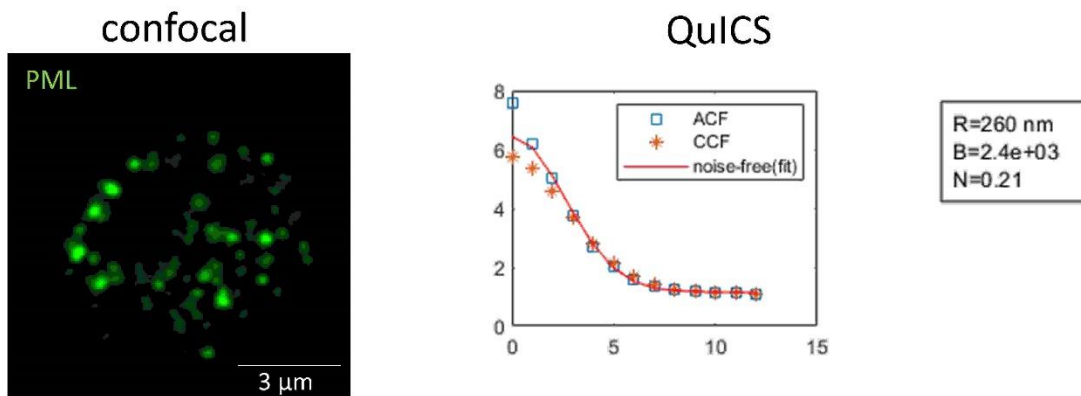 confocal
QuICS
PML
3 μm
8
6
4
2
0
0
5
10
15
ACF
CCF
noise-free(fit)
R=260 nm
B=2.4e+03
N=0.21